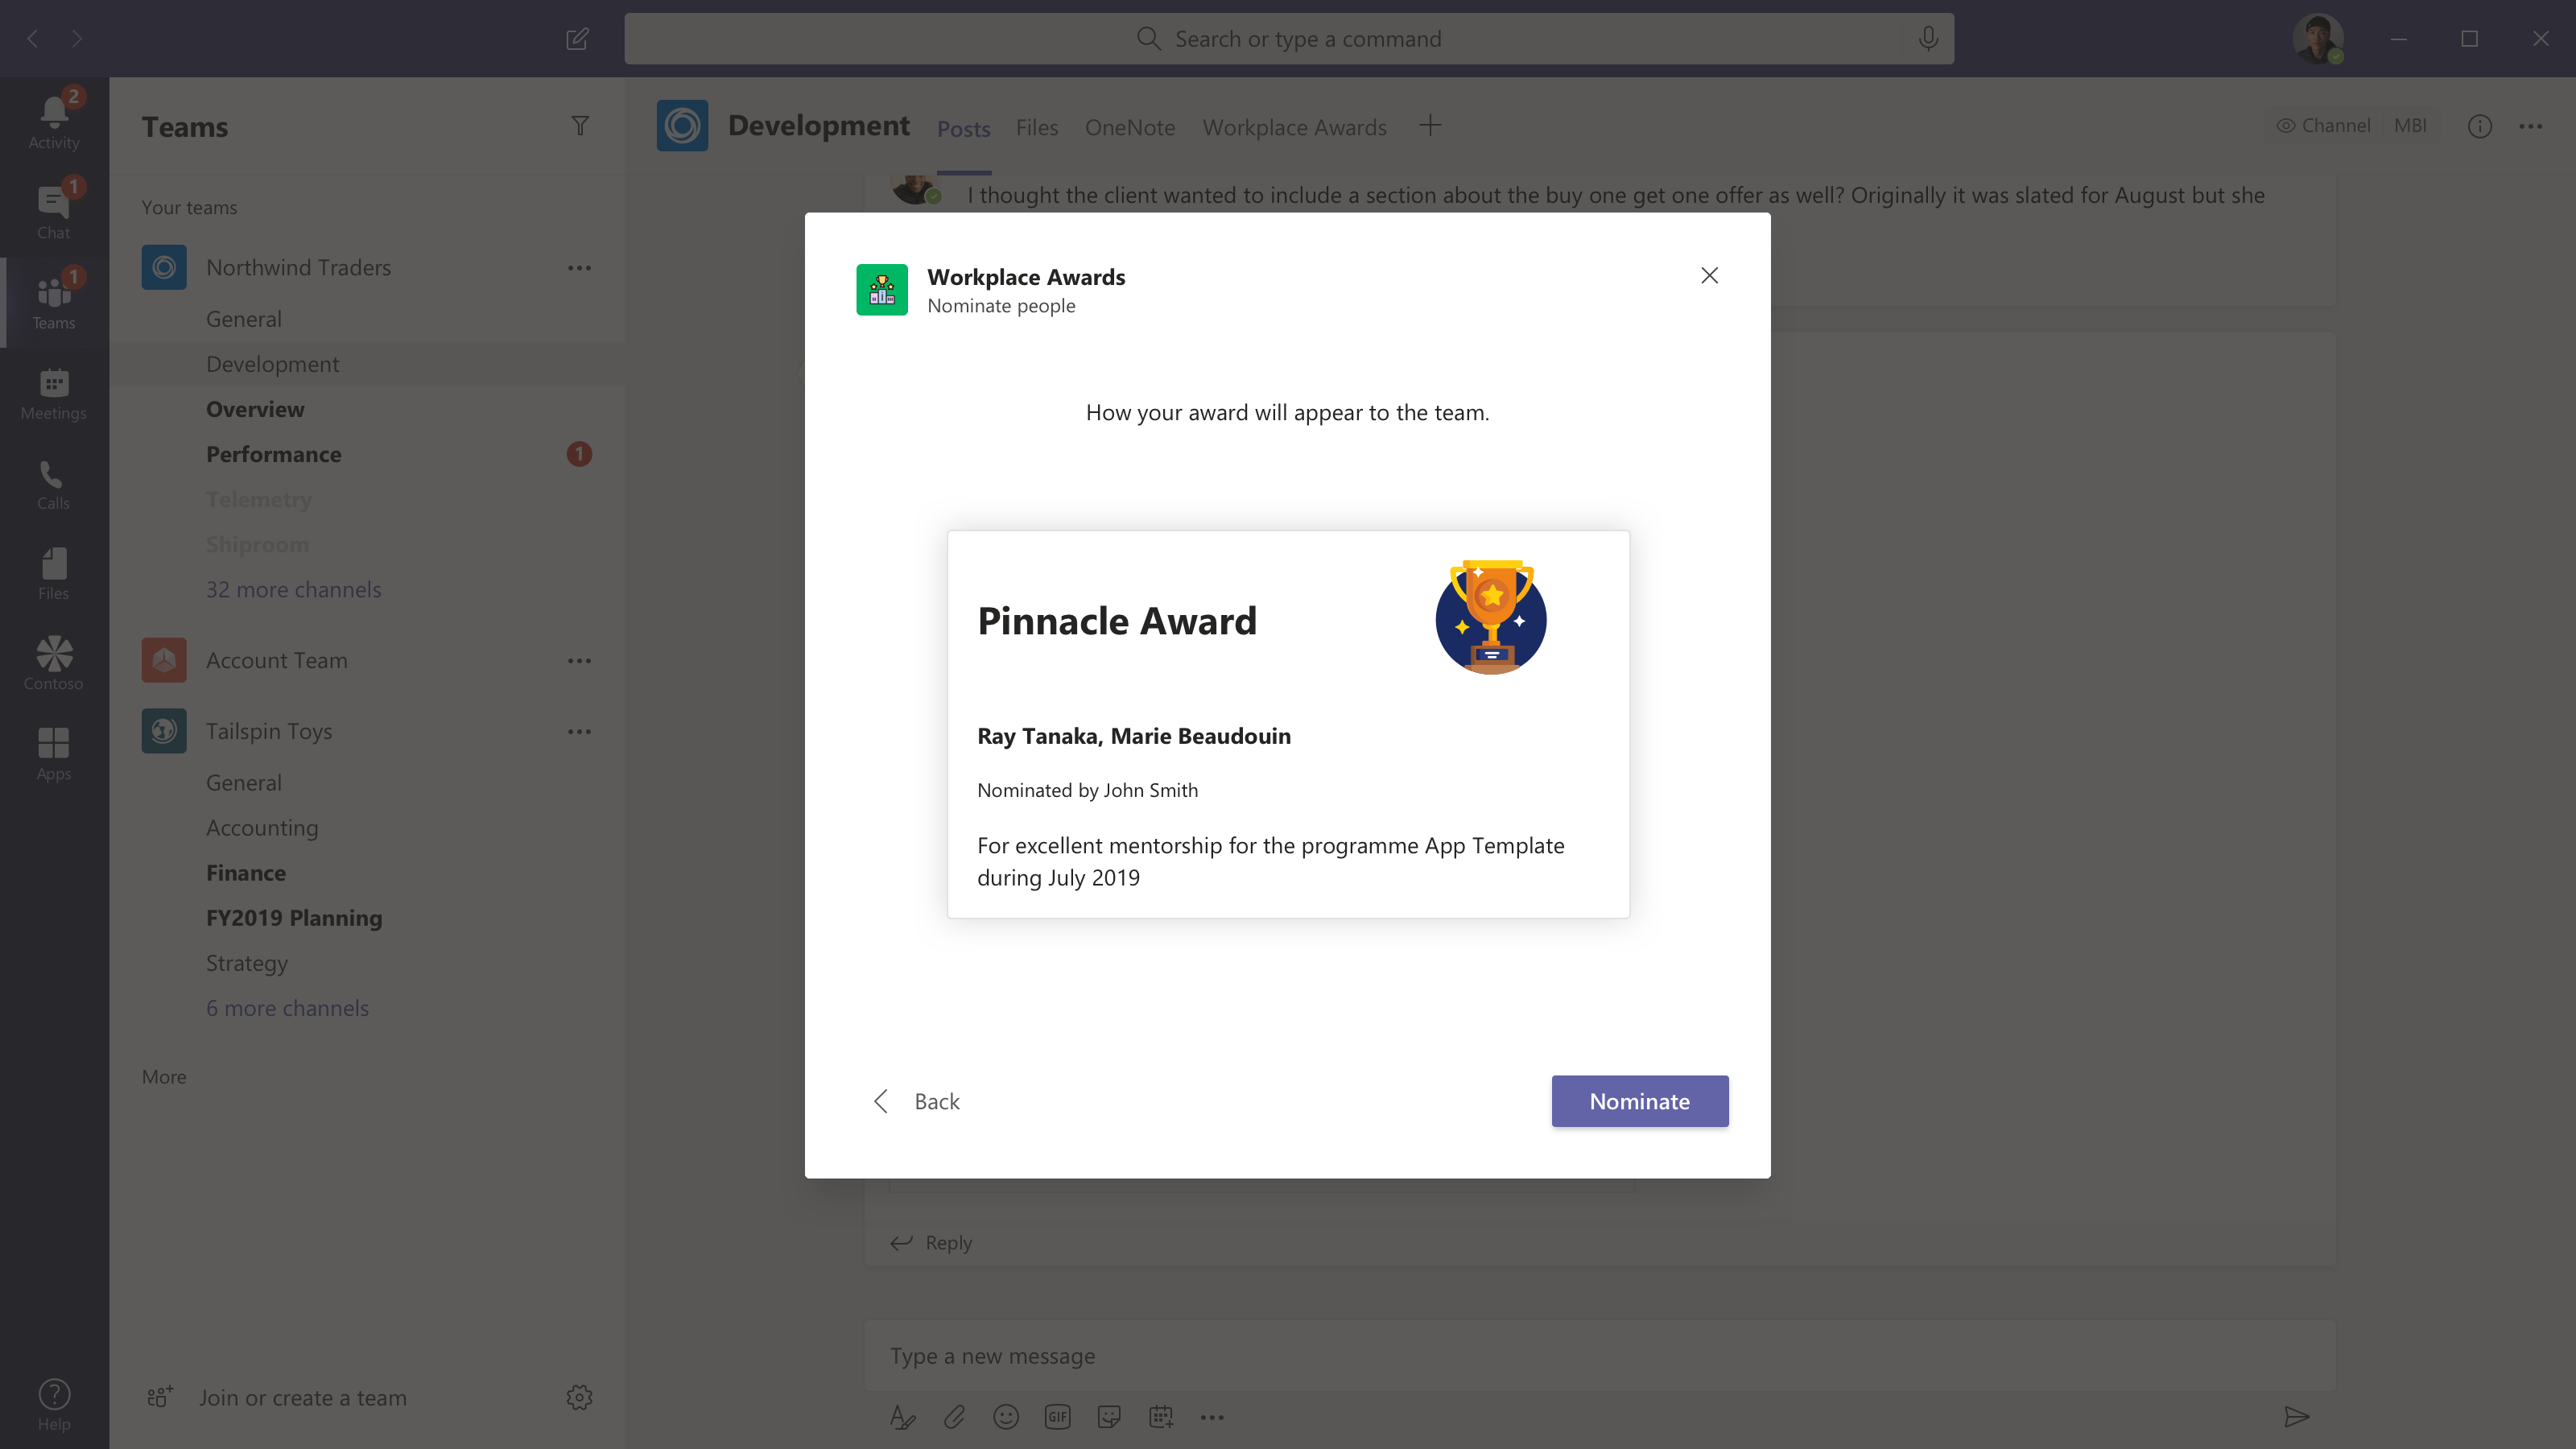 Search or type a command
2
Activity
1
Chat
1
Teams
Meetings
Calls
Files
Contoso
Apps
Help
Teams
Your teams
Northwind Traders
General
Development
Overview
Performance
1
Telemetry
Shiproom
32 more channels
Account Team
Tailspin Toys
General
Accounting
Finance
FY2019 Planning
Strategy
6 more channels
More
Join or create a team
Development Posts Files OneNote Workplace Awards
Channel MBI
I thought the client wanted to include a section about the buy one get one offer as well? Originally it was slated for August but she
Workplace Awards
Nominate people
How your award will appear to the team.
Pinnacle Award
Ray Tanaka, Marie Beaudouin
Nominated by John Smith
For excellent mentorship for the programme App Template
during July 2019
Back
Nominate
Reply
Type a new message
GIF